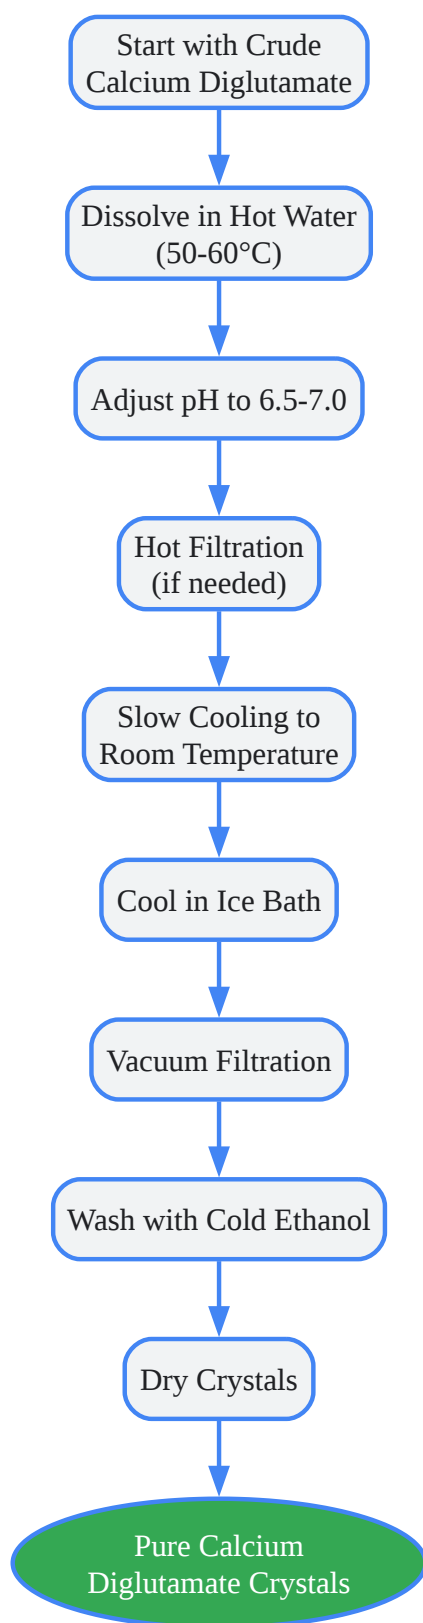 Start with Crude
Calcium Diglutamate
Dissolve in Hot Water
(50-60°C)
Adjust pH to 6.5-7.0
Hot Filtration
(if needed)
Slow Cooling to
Room Temperature
Cool in Ice Bath
Vacuum Filtration
Wash with Cold Ethanol
Dry Crystals
Pure Calcium
Diglutamate Crystals